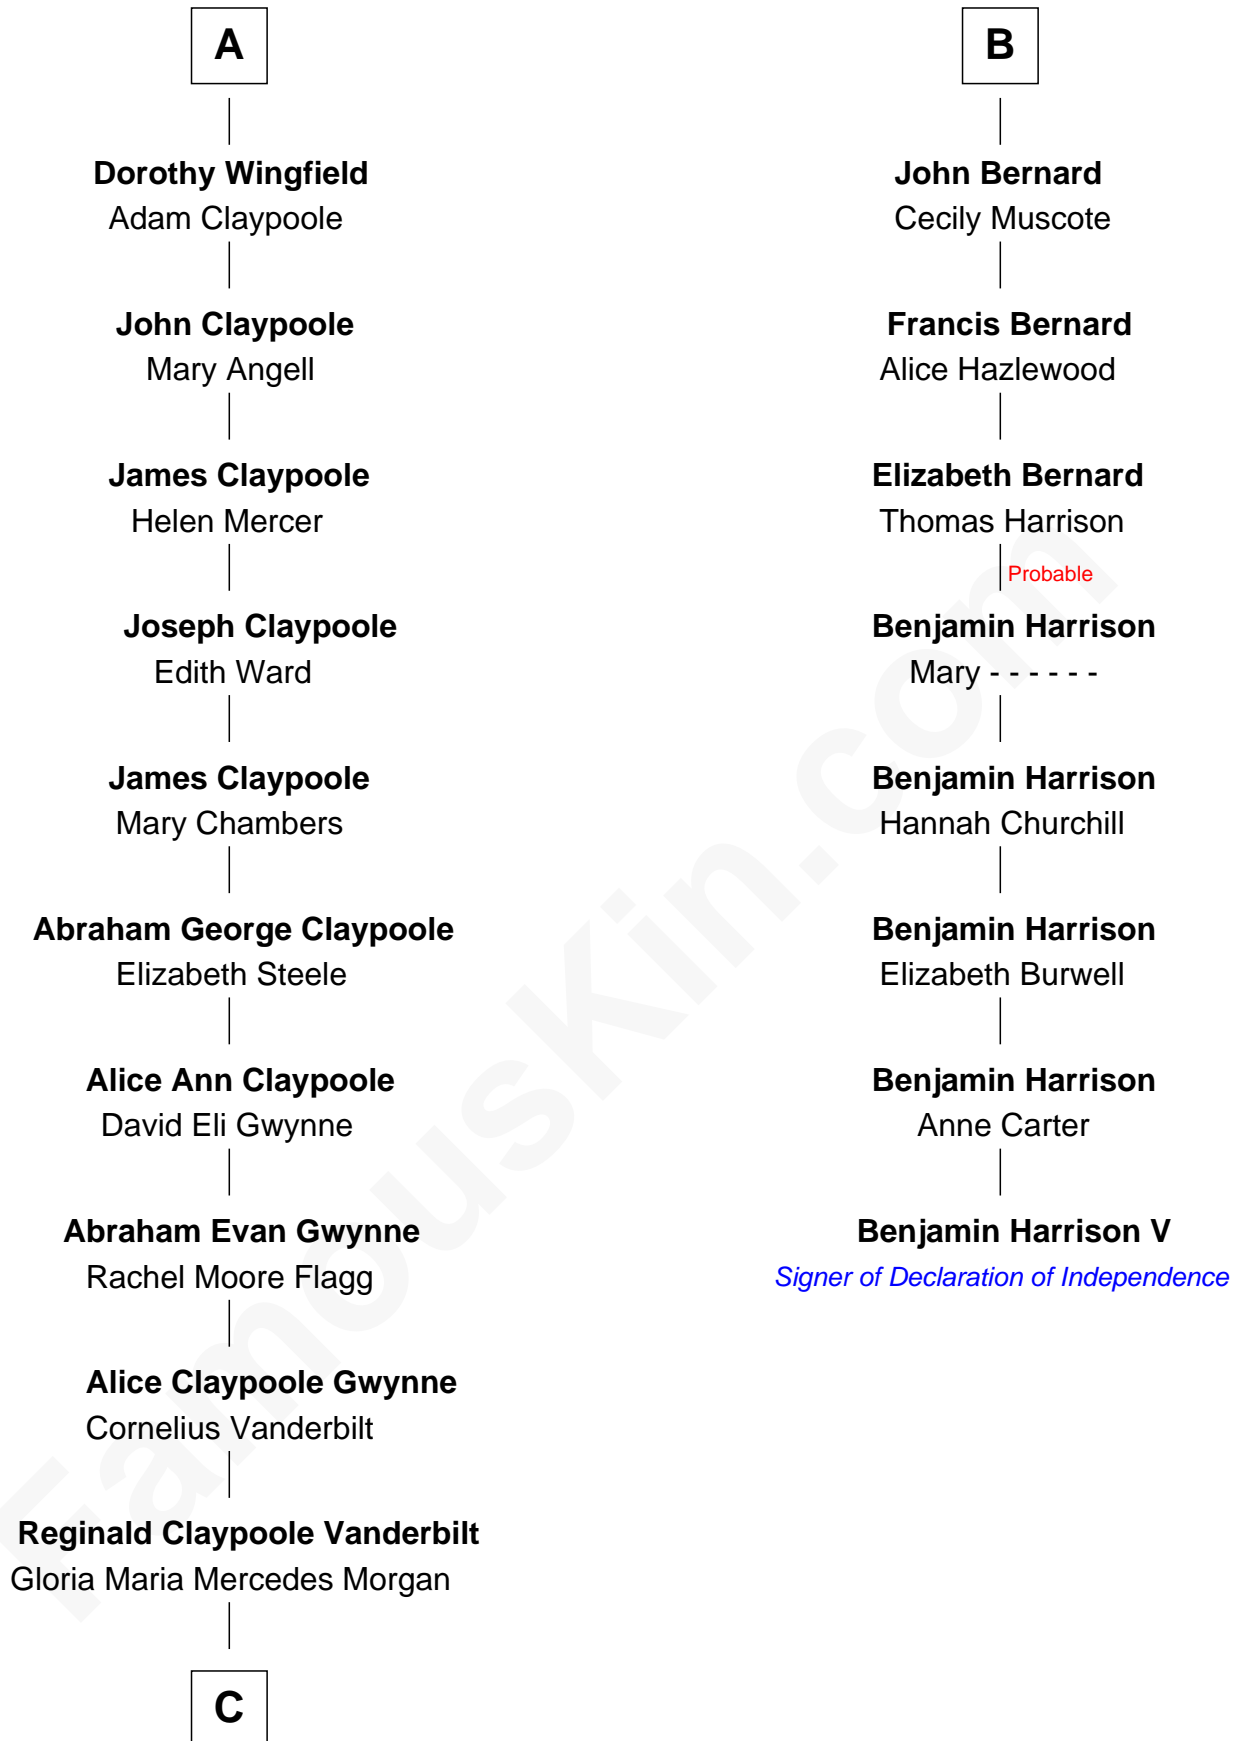 A
Dorothy Wingfield
Adam Claypoole
John Claypoole
Mary Angell
James Claypoole
Helen Mercer
Joseph Claypoole
Edith Ward
James Claypoole
Mary Chambers
Abraham George Claypoole
Elizabeth Steele
Alice Ann Claypoole
David Eli Gwynne
Abraham Evan Gwynne
Rachel Moore Flagg
Alice Claypoole Gwynne
Cornelius Vanderbilt
Reginald Claypoole Vanderbilt
Gloria Maria Mercedes Morgan
C
B
John Bernard
Cecily Muscote
Francis Bernard
Alice Hazlewood
Elizabeth Bernard
Thomas Harrison
Probable
Benjamin Harrison
Mary - - - - - -
Benjamin Harrison
Hannah Churchill
Benjamin Harrison
Elizabeth Burwell
Benjamin Harrison
Anne Carter
Benjamin Harrison V
Signer of Declaration of Independence
FamousKin.com